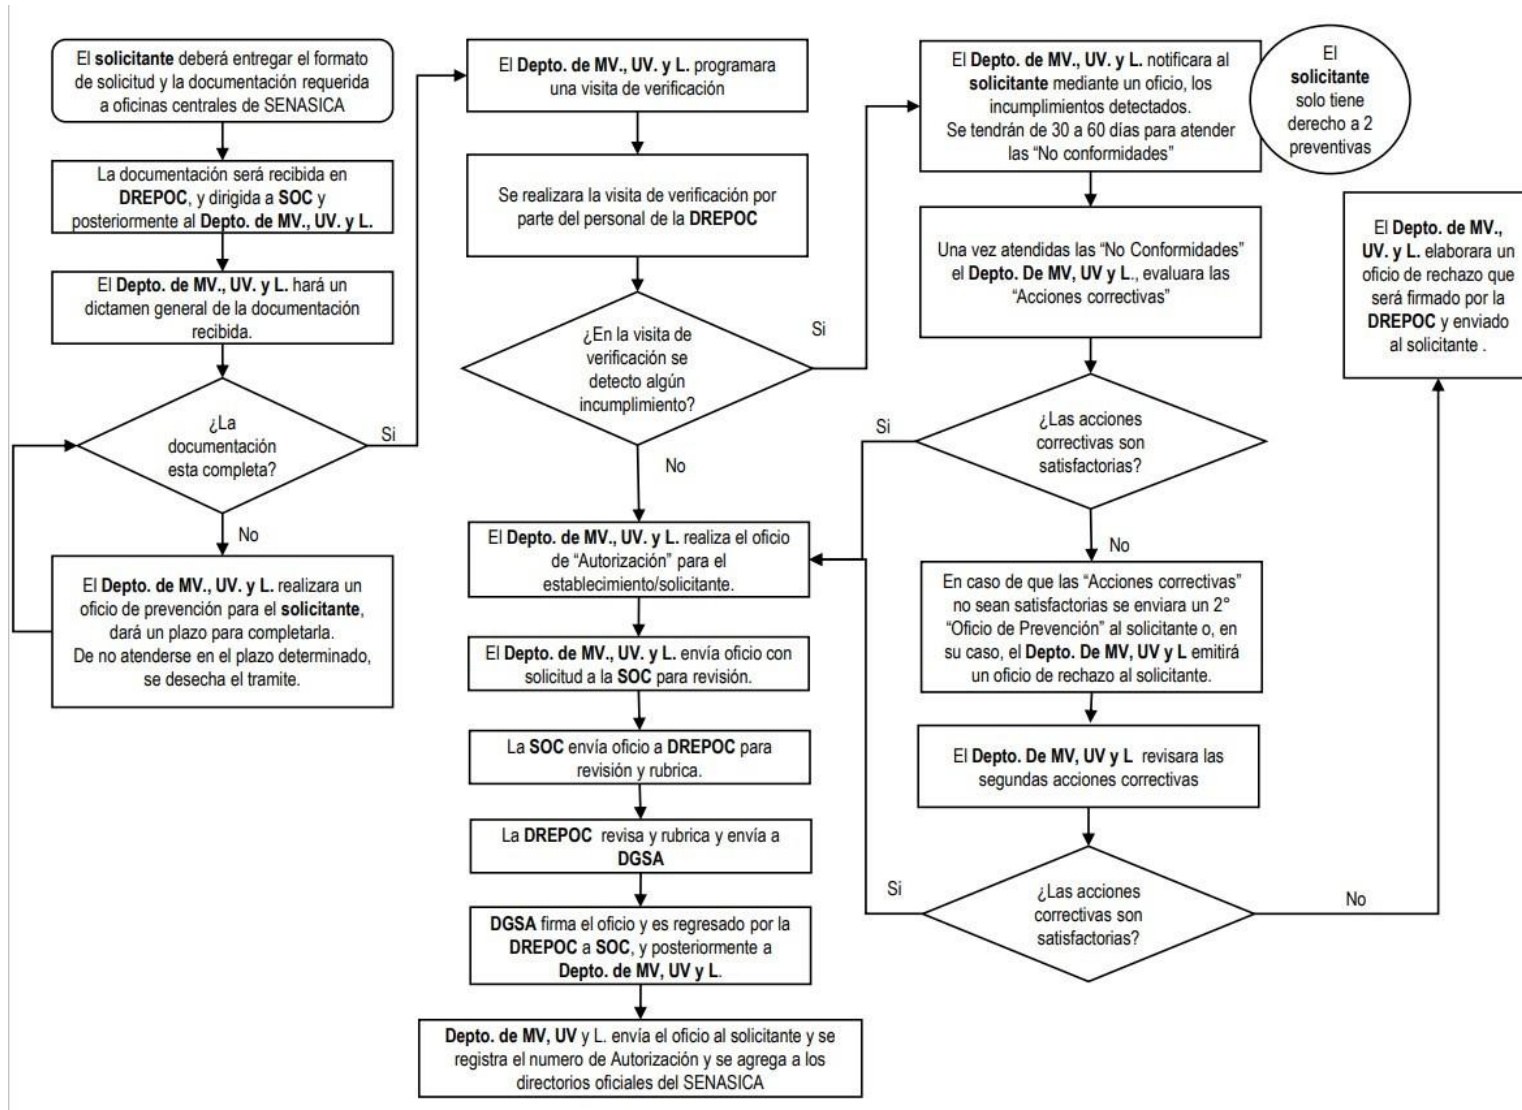 El solicitante deberá entregar el formato
de solicitud y la documentación requerida
a oficinas centrales de SENASICA
La documentación será recibida en
DREPOC, y dirigida a SOC y
posteriormente al Depto. de MV., UV. y L.
El Depto. de MV., UV. y L. hará un
dictamen general de la documentación
recibida.
¿La
documentación
esta completa?
Si
No
El Depto. de MV., UV. y L. realizara un
oficio de prevención para el solicitante,
dará un plazo para completarla.
De no atenderse en el plazo determinado,
se desecha el tramite.
El Depto. de MV., UV. y L. programara
una visita de verificación
Se realizara la visita de verificación por
parte del personal de la DREPOC
¿En la visita de
verificación se
detecto algún
incumplimiento?
Si
No
El Depto. de MV., UV. y L. realiza el oficio
de “Autorización” para el
establecimiento/solicitante.
El Depto. de MV., UV. y L. envía oficio con
solicitud a la SOC para revisión.
La SOC envía oficio a DREPOC para
revisión y rubrica.
La DREPOC revisa y rubrica y envía a
DGSA
DGSA firma el oficio y es regresado por la
DREPOC a SOC, y posteriormente a
Depto. de MV, UV y L.
Depto. de MV, UV y L. envía el oficio al solicitante y se
registra el numero de Autorización y se agrega a los
directorios oficiales del SENASICA
El Depto. de MV., UV. y L. notificara al
solicitante mediante un oficio, los
incumplimientos detectados.
Se tendrán de 30 a 60 días para atender
las “No conformidades”
El
solicitante
solo tiene
derecho a 2
preventivas
Una vez atendidas las “No Conformidades”
el Depto. De MV, UV y L., evaluara las
“Acciones correctivas”
¿Las acciones
correctivas son
satisfactorias?
Si
No
En caso de que las “Acciones correctivas”
no sean satisfactorias se enviara un 2°
“Oficio de Prevención” al solicitante o, en
su caso, el Depto. De MV, UV y L emitirá
un oficio de rechazo al solicitante.
El Depto. De MV, UV y L revisara las
segundas acciones correctivas
¿Las acciones
correctivas son
satisfactorias?
Si
No
El Depto. de MV.,
UV. y L. elaborara un
oficio de rechazo que
será firmado por la
DREPOC y enviado
al solicitante .